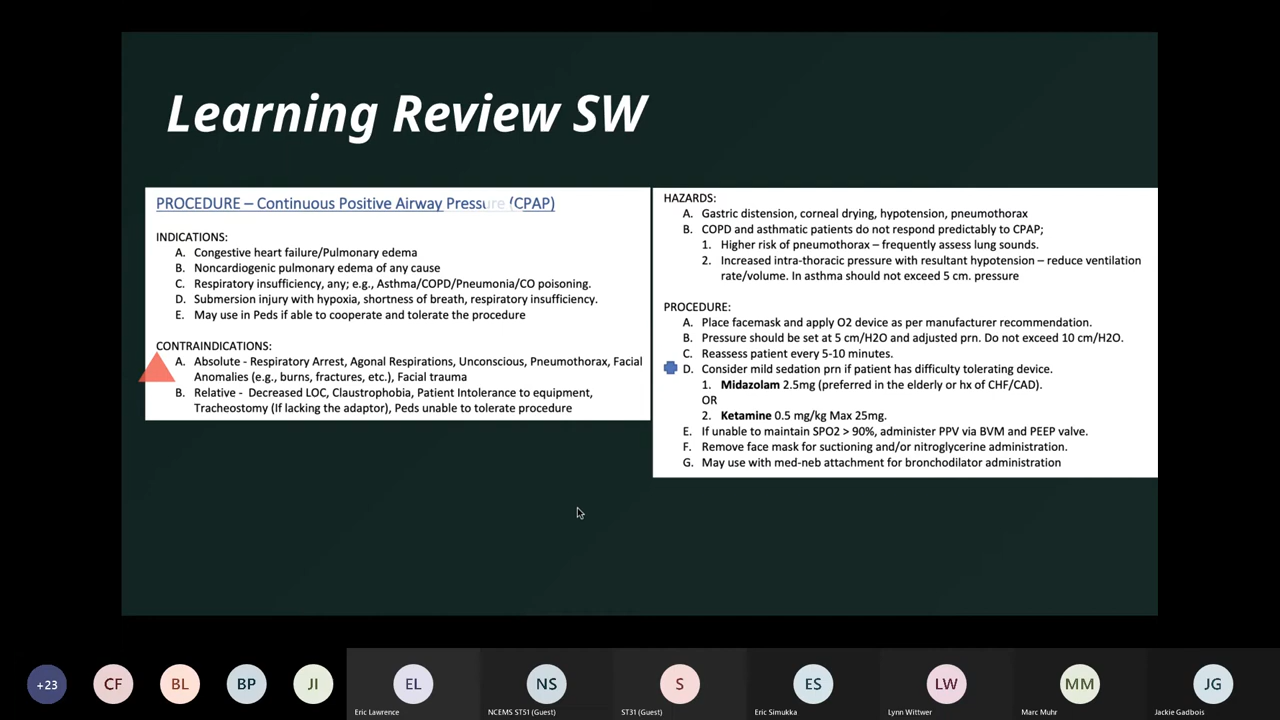 Learning Review SW
PROCEDURE – Continuous Positive Airway Pressure (CPAP)
INDICATIONS:
A. Congestive heart failure/Pulmonary edema
B. Noncardiogenic pulmonary edema of any cause
C. Respiratory insufficiency, any; e.g., Asthma/COPD/Pneumonia/CO poisoning.
D. Submersion injury with hypoxia, shortness of breath, respiratory insufficiency.
E. May use in Peds if able to cooperate and tolerate the procedure
CONTRAINDICATIONS:
A. Absolute - Respiratory Arrest, Agonal Respirations, Unconscious, Pneumothorax, Facial
Anomalies (e.g., burns, fractures, etc.), Facial trauma
B. Relative - Decreased LOC, Claustrophobia, Patient Intolerance to equipment,
Tracheostomy (If lacking the adaptor), Peds unable to tolerate procedure
HAZARDS:
A. Gastric distension, corneal drying, hypotension, pneumothorax
B. COPD and asthmatic patients do not respond predictably to CPAP;
1. Higher risk of pneumothorax – frequently assess lung sounds.
2. Increased intra-thoracic pressure with resultant hypotension – reduce ventilation
rate/volume. In asthma should not exceed 5 cm. pressure
PROCEDURE:
A. Place facemask and apply O2 device as per manufacturer recommendation.
B. Pressure should be set at 5 cm/H2O and adjusted prn. Do not exceed 10 cm/H2O.
C. Reassess patient every 5-10 minutes.
D. Consider mild sedation prn if patient has difficulty tolerating device.
1. Midazolam 2.5mg (preferred in the elderly or hx of CHF/CAD).
OR
2. Ketamine 0.5 mg/kg Max 25mg.
E. If unable to maintain SPO2 > 90%, administer PPV via BVM and PEEP valve.
F. Remove face mask for suctioning and/or nitroglycerine administration.
G. May use with med-neb attachment for bronchodilator administration
+23 CF BL BP JI EL NS S ES LW MM JG
Eric Lawrence NCEMS ST51 (Guest) ST31 (Guest) Eric Simukka Lynn Wittwer Marc Muhr Jackie Gadbois